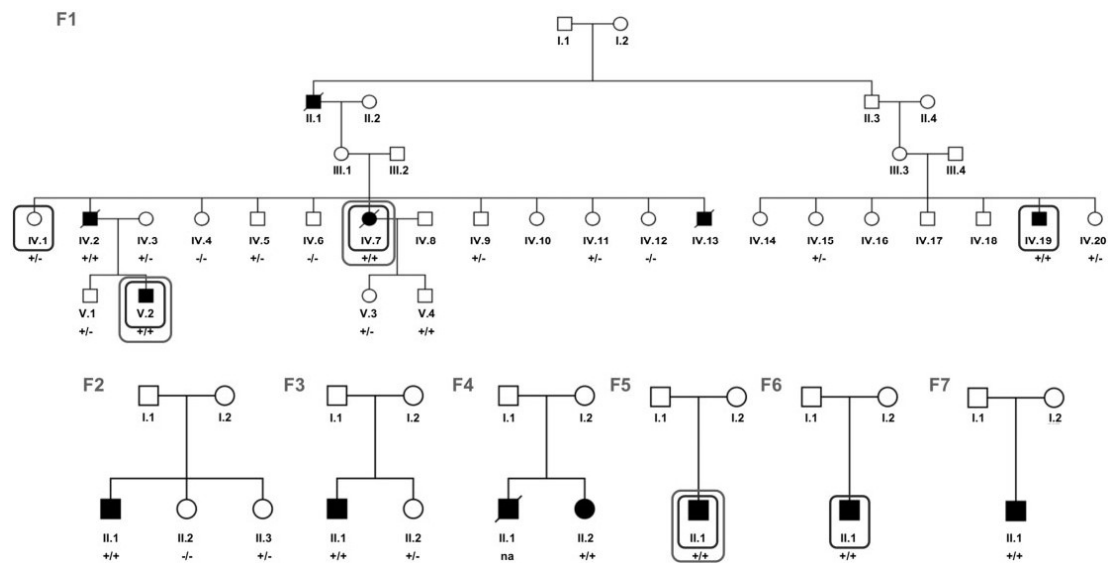 F1
I.1 I.2
II.1 II.2 II.3 II.4
III.1 III.2 III.3 III.4
IV.1 IV.2 IV.3 IV.4 IV.5 IV.6 IV.7 IV.8 IV.9 IV.10 IV.11 IV.12 IV.13 IV.14 IV.15 IV.16 IV.17 IV.18 IV.19 IV.20
+/- +/+ +/- -/- +/- -/- +/+ +/- +/- -/- +/- +/+ +/-
V.1 V.2 V.3 V.4
+/- +/+ +/- +/+
F2 F3 F4 F5 F6 F7
I.1 I.2 I.1 I.2 I.1 I.2 I.1 I.2 I.1 I.2 I.1 I.2
II.1 II.2 II.3 II.1 II.2 II.1 II.2 II.1 II.1 II.1
+/+ -/- +/- +/+ +/- na +/+ +/+ +/+ +/+